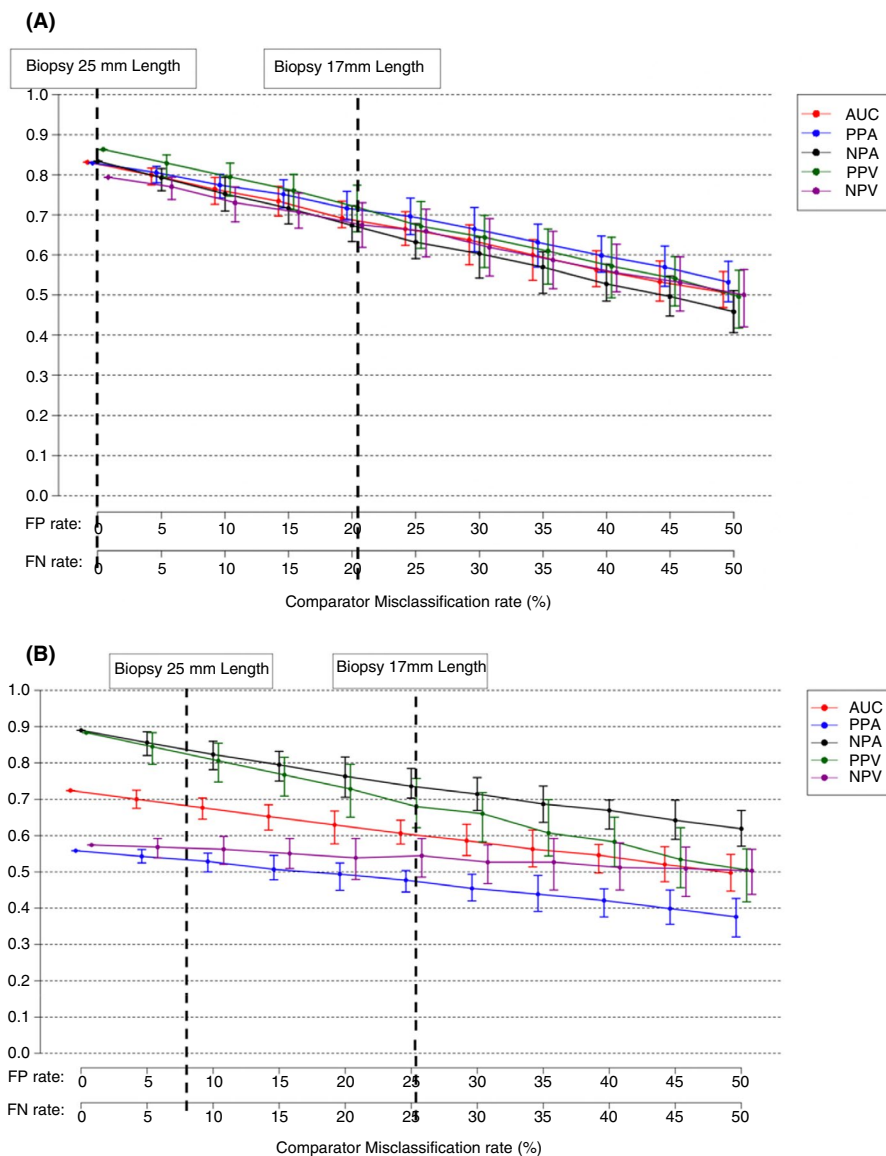 (A)
Biopsy 25 mm Length
Biopsy 17mm Length
1.0
0.9
0.8
0.7
0.6
0.5
0.4
0.3
0.2
0.1
0.0
AUC
PPA
NPA
PPV
NPV
FP rate: 0 5 10 15 20 25 30 35 40 45 50
FN rate: 0 5 10 15 20 25 30 35 40 45 50
Comparator Misclassification rate (%)
(B)
Biopsy 25 mm Length
Biopsy 17mm Length
1.0
0.9
0.8
0.7
0.6
0.5
0.4
0.3
0.2
0.1
0.0
AUC
PPA
NPA
PPV
NPV
FP rate: 0 5 10 15 20 25 30 35 40 45 50
FN rate: 0 5 10 15 20 25 30 35 40 45 50
Comparator Misclassification rate (%)